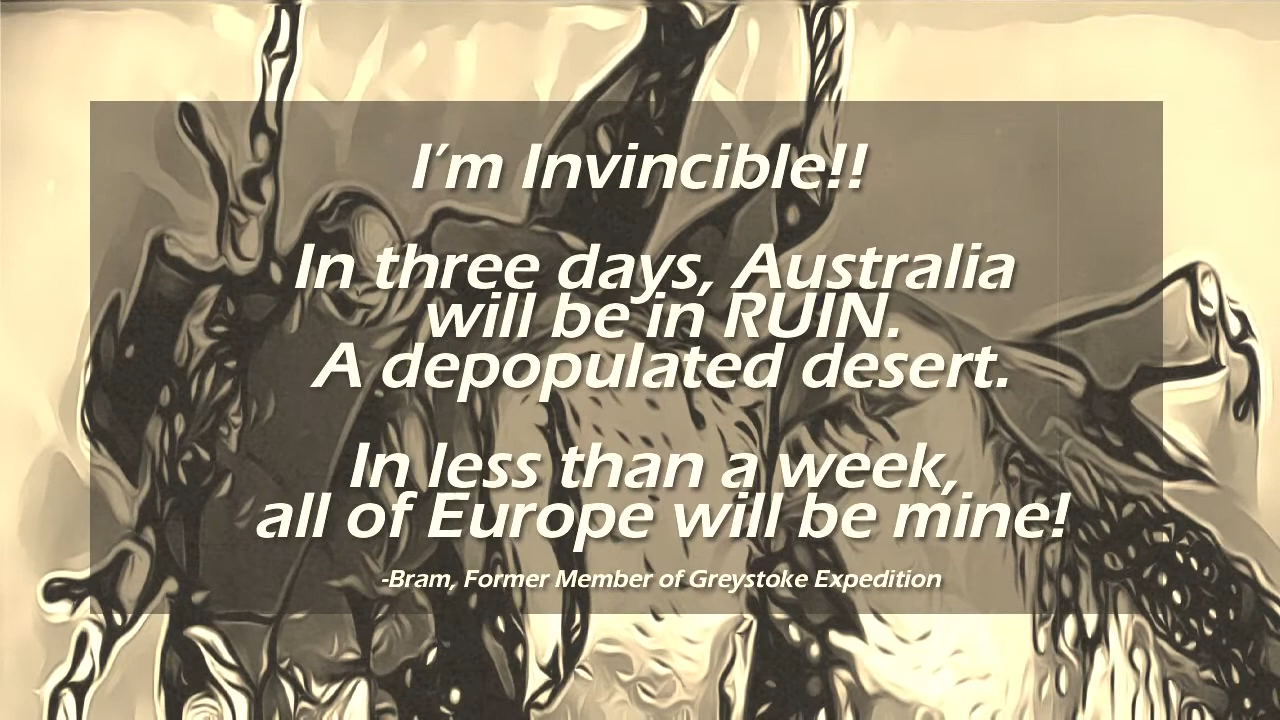 I´m Invincible!!
In three days, Australia
will be in RUIN.
A depopulated desert.
In less than a week,
all of Europe will be mine!
-Bram, Former Member of Greystoke Expedition